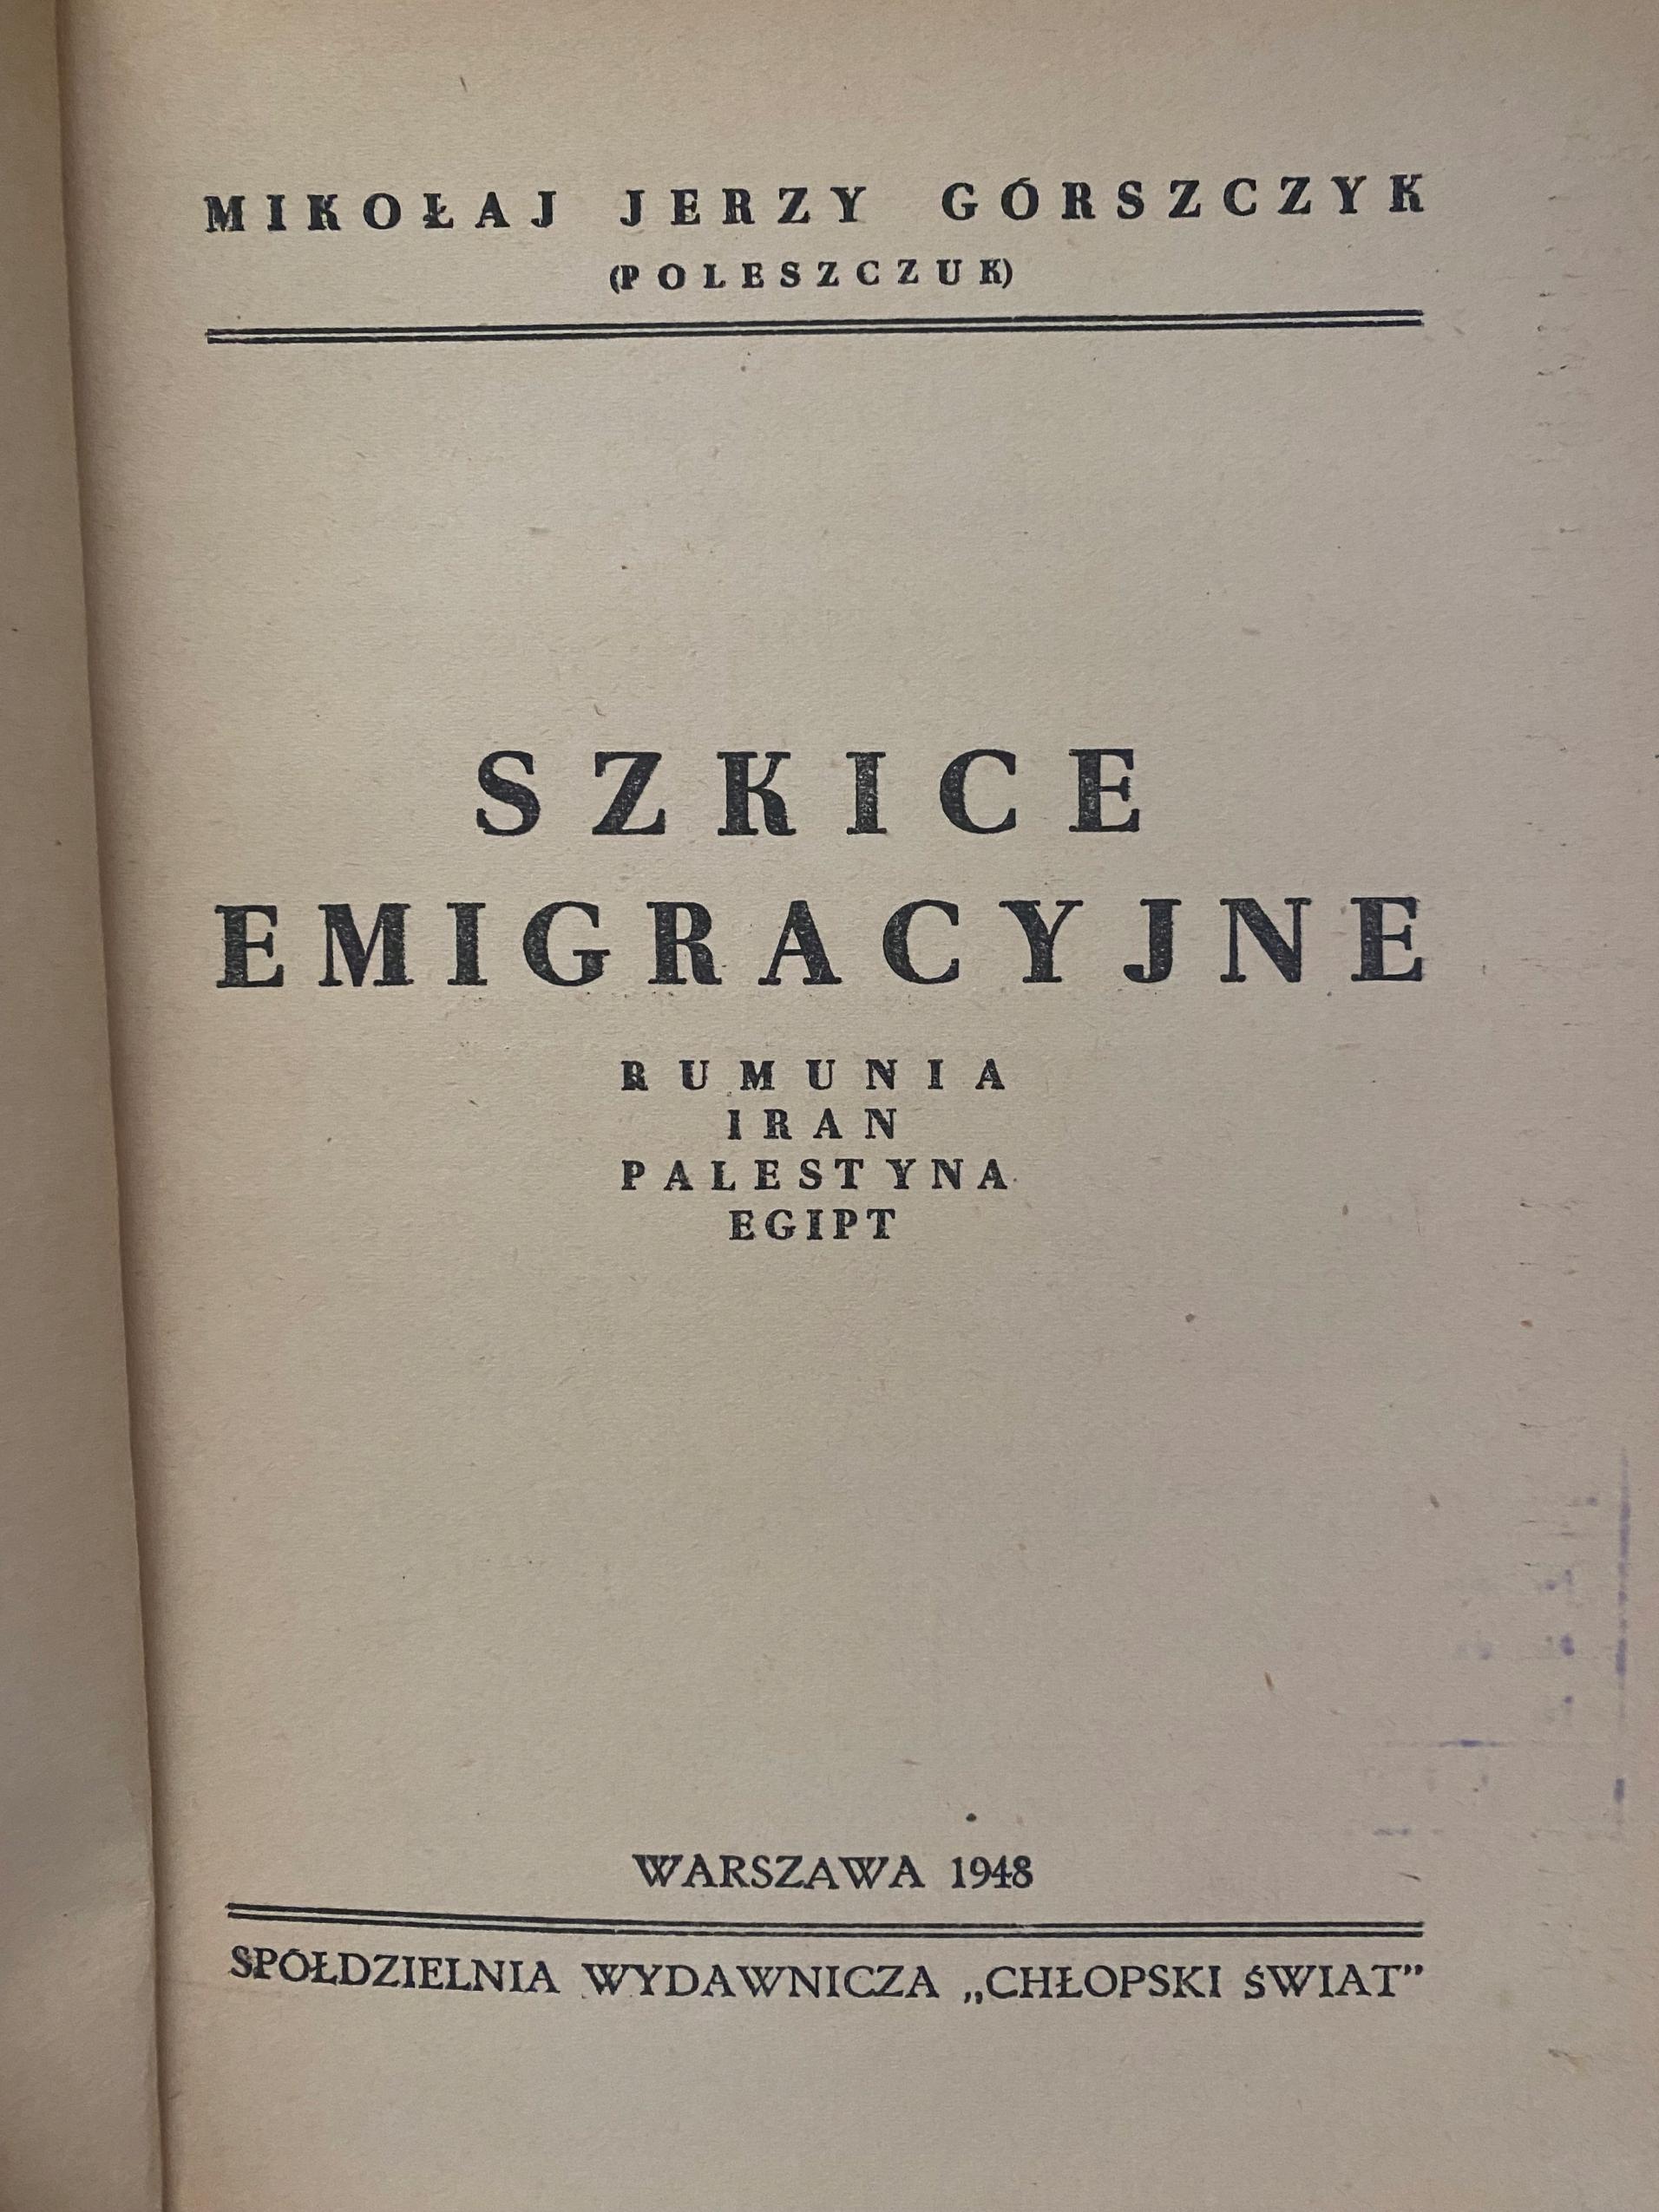 MIKOŁAJ JERZY GÓRSZCZYK
(POLESZCZUK)
SZKICE
EMIGRACYJNE
RUMUNIA
IRAN
PALESTYNA
EGIPT
WARSZAWA 1948
SPÓŁDZIELNIA WYDAWNICZA „CHŁOPSKI ŚWIAT”